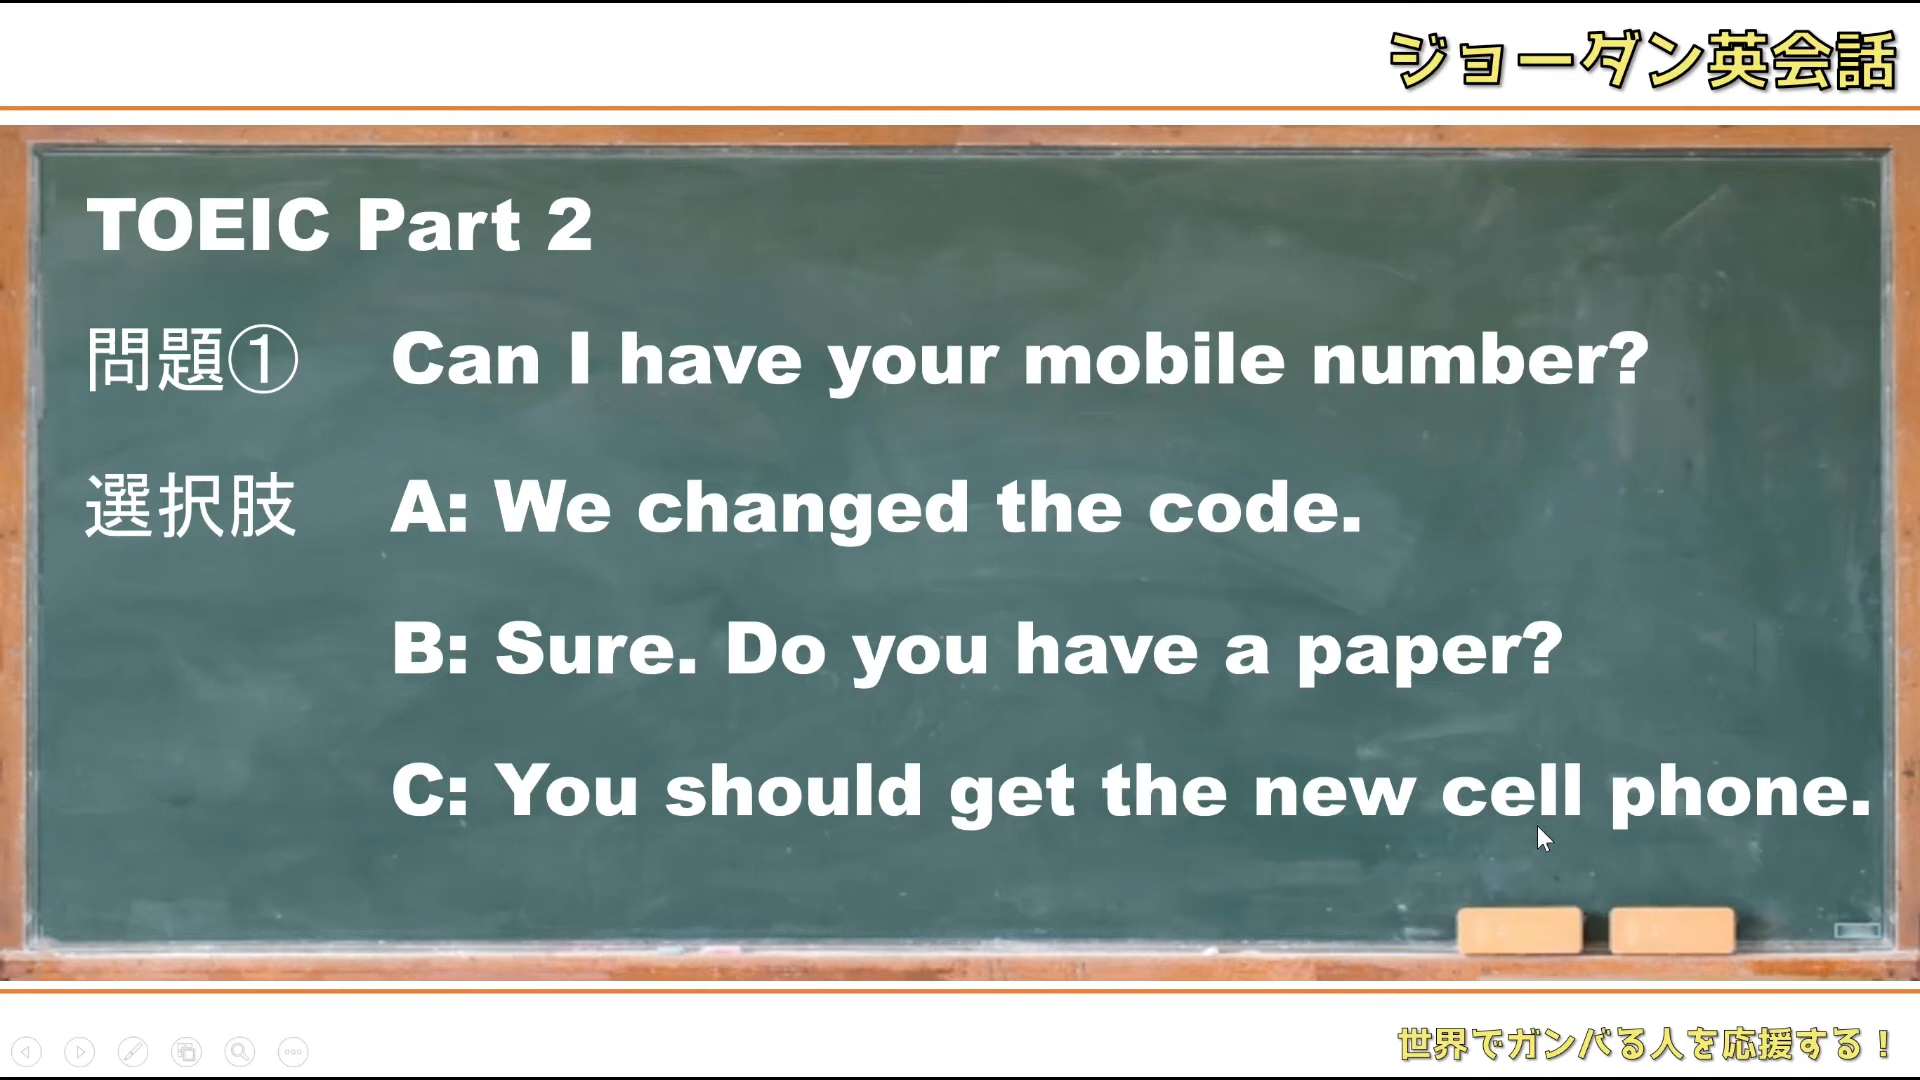 ジョーダン英会話
TOEIC Part 2
問題① Can I have your mobile number?
選択肢 A: We changed the code.
B: Sure. Do you have a paper?
C: You should get the new cell phone.
世界でガンバる人を応援する！